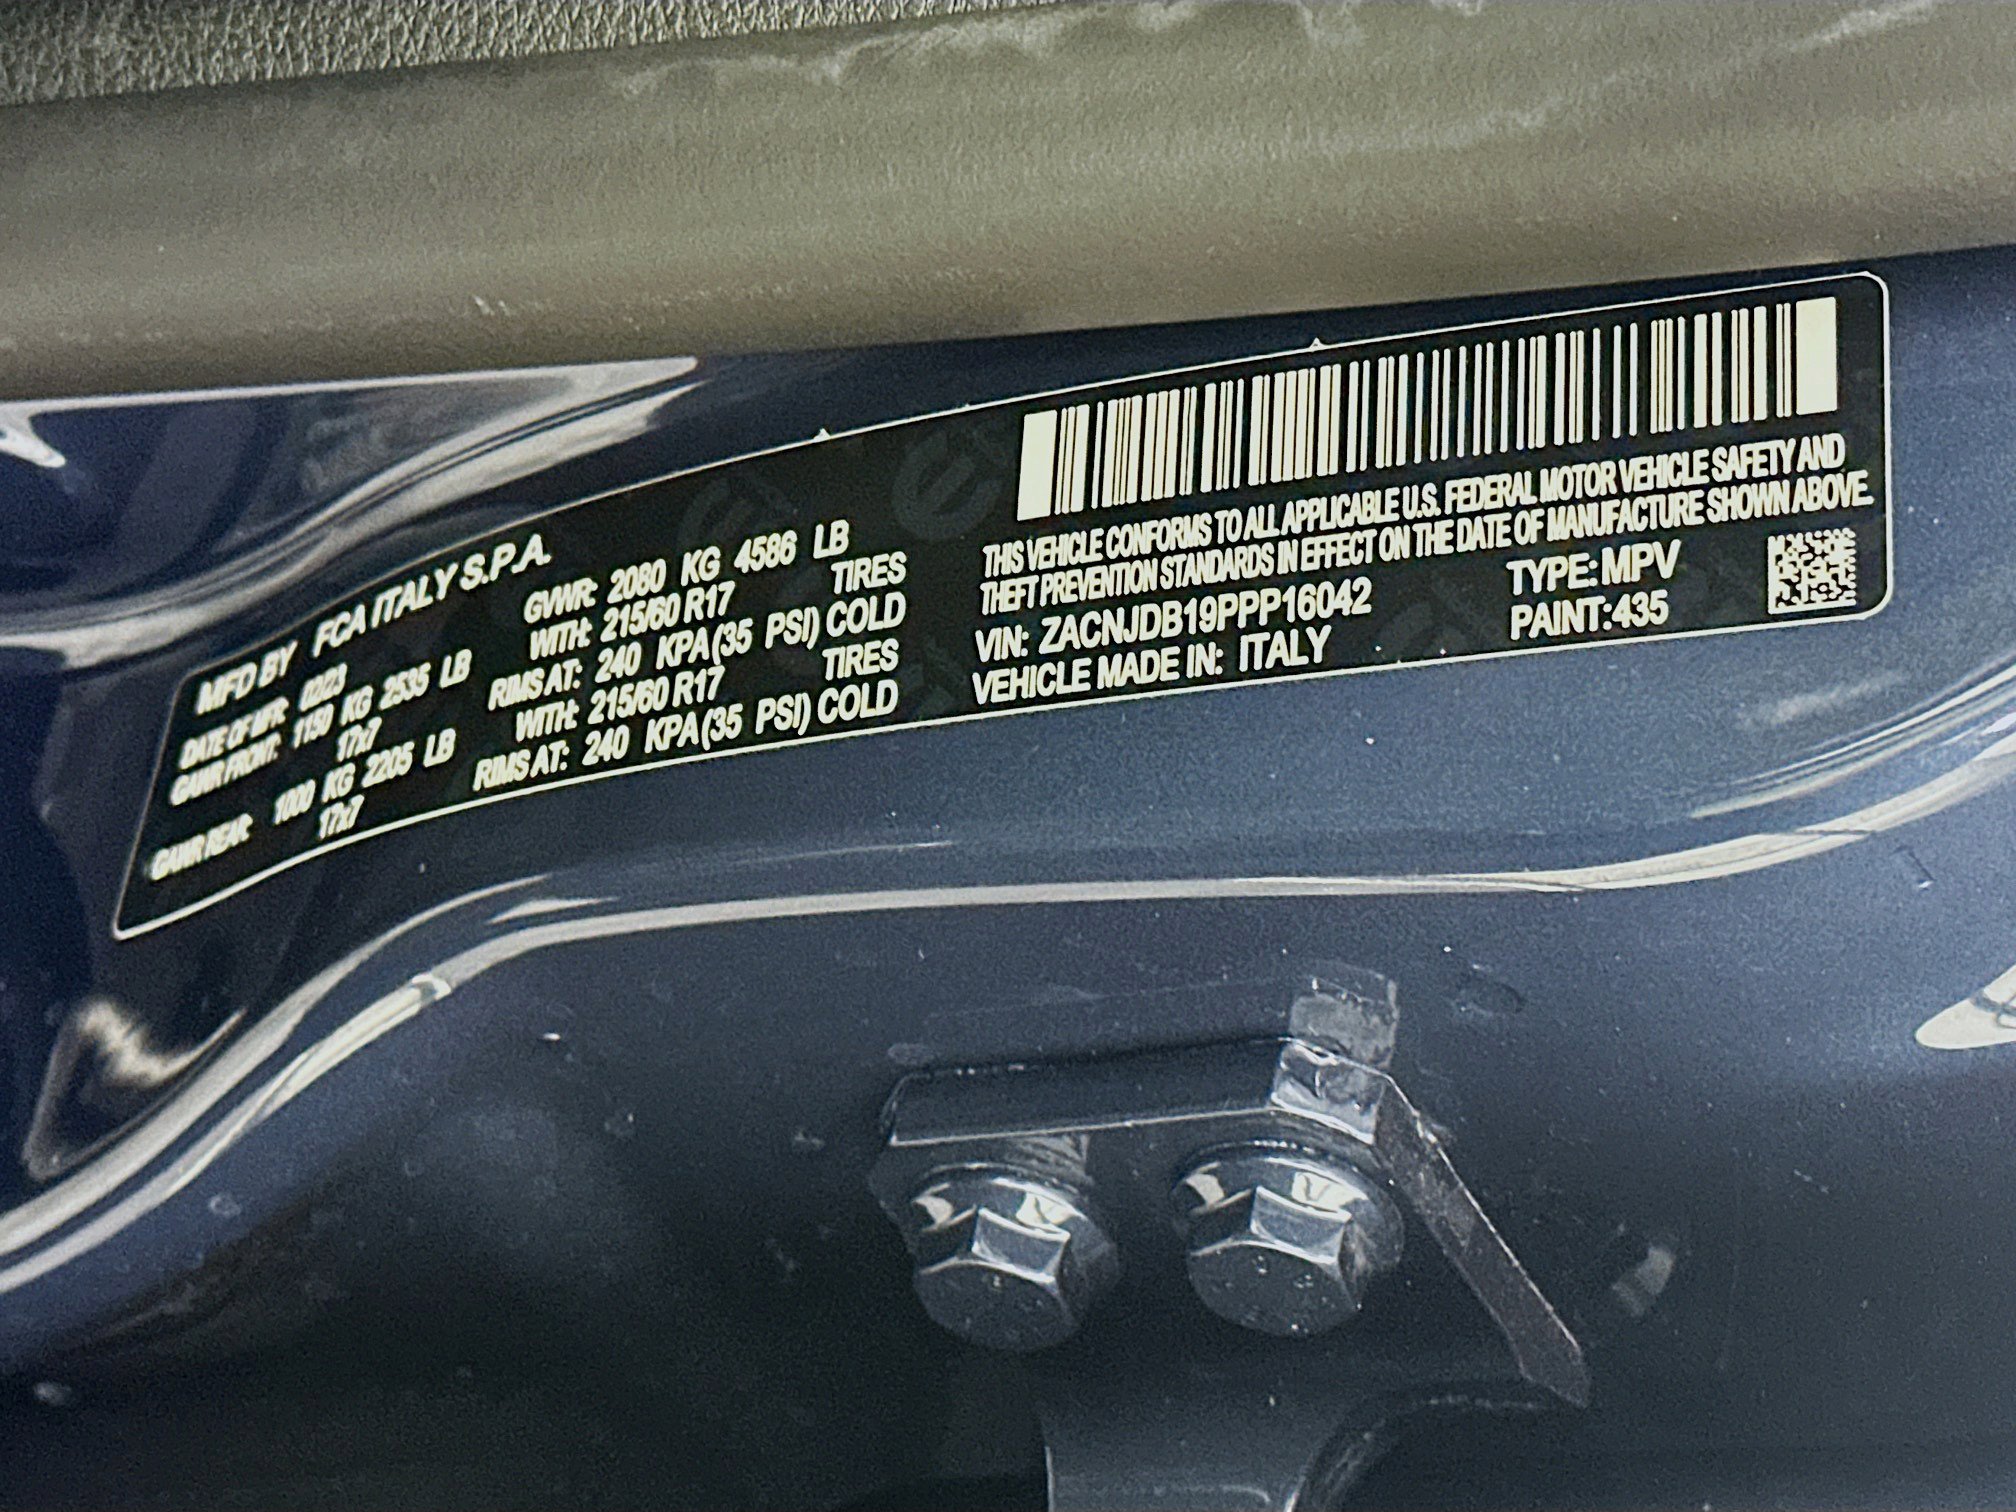 MFD BY FCA ITALY S.P.A.
DATE OF MFR: 02/23 GVWR: 2080 KG 4586 LB
GAWR FRONT: 1150 KG 2535 LB WITH: 215/60 R17 TIRES
17x7 RIMS AT: 240 KPA(35 PSI) COLD
GAWR REAR: 1000 KG 2205 LB WITH: 215/60 R17 TIRES
17x7 RIMS AT: 240 KPA(35 PSI) COLD
THIS VEHICLE CONFORMS TO ALL APPLICABLE U.S. FEDERAL MOTOR VEHICLE SAFETY AND
THEFT PREVENTION STANDARDS IN EFFECT ON THE DATE OF MANUFACTURE SHOWN ABOVE.
VIN: ZACNJDB19PPP16042 TYPE: MPV
VEHICLE MADE IN: ITALY PAINT:435